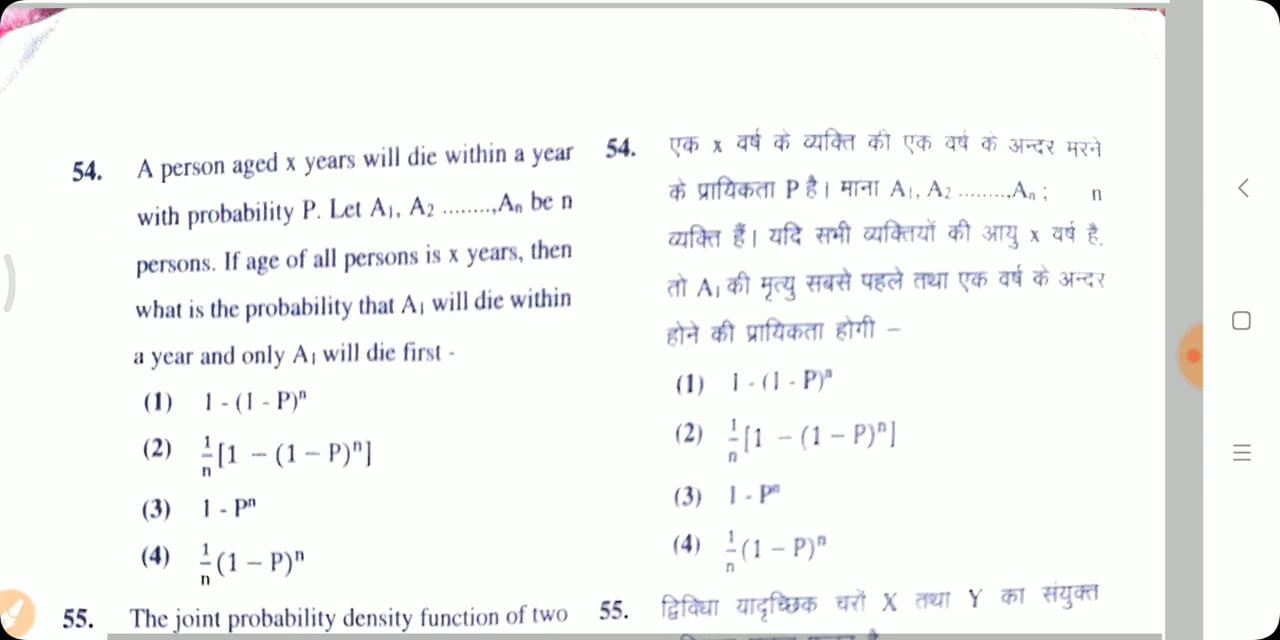 54. A person aged x years will die within a year
with probability P. Let A₁, A₂ ........,Aₙ be n
persons. If age of all persons is x years, then
what is the probability that A₁ will die within
a year and only A₁ will die first -
(1) 1 - (1 - P)ⁿ
(2) 1/n [1 – (1 – P)ⁿ]
(3) 1 - Pⁿ
(4) 1/n (1 – P)ⁿ
55. The joint probability density function of two
54. एक x वर्ष के व्यक्ति की एक वर्ष के अन्दर मरने
के प्रायिकता P है। माना A₁, A₂ ........,Aₙ ; n
व्यक्ति हैं। यदि सभी व्यक्तियों की आयु x वर्ष है,
तो A₁ की मृत्यु सबसे पहले तथा एक वर्ष के अन्दर
होने की प्रायिकता होगी –
(1) 1 - (1 - P)ⁿ
(2) 1/n [1 – (1 – P)ⁿ]
(3) 1 - Pⁿ
(4) 1/n (1 – P)ⁿ
55. द्विविधा यादृच्छिक चरों X तथा Y का संयुक्त